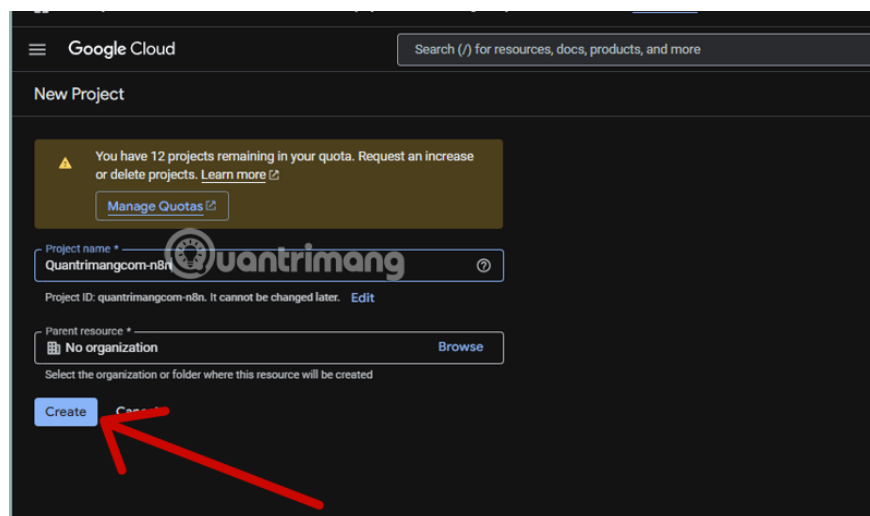 Google Cloud
Search (/) for resources, docs, products, and more
New Project
You have 12 projects remaining in your quota. Request an increase
or delete projects. Learn more
Manage Quotas
Project name *
Quantrimangcom-n8n
Quantrimang
Project ID: quantrimangcom-n8n. It cannot be changed later. Edit
Parent resource *
No organization Browse
Select the organization or folder where this resource will be created
Create Cancel